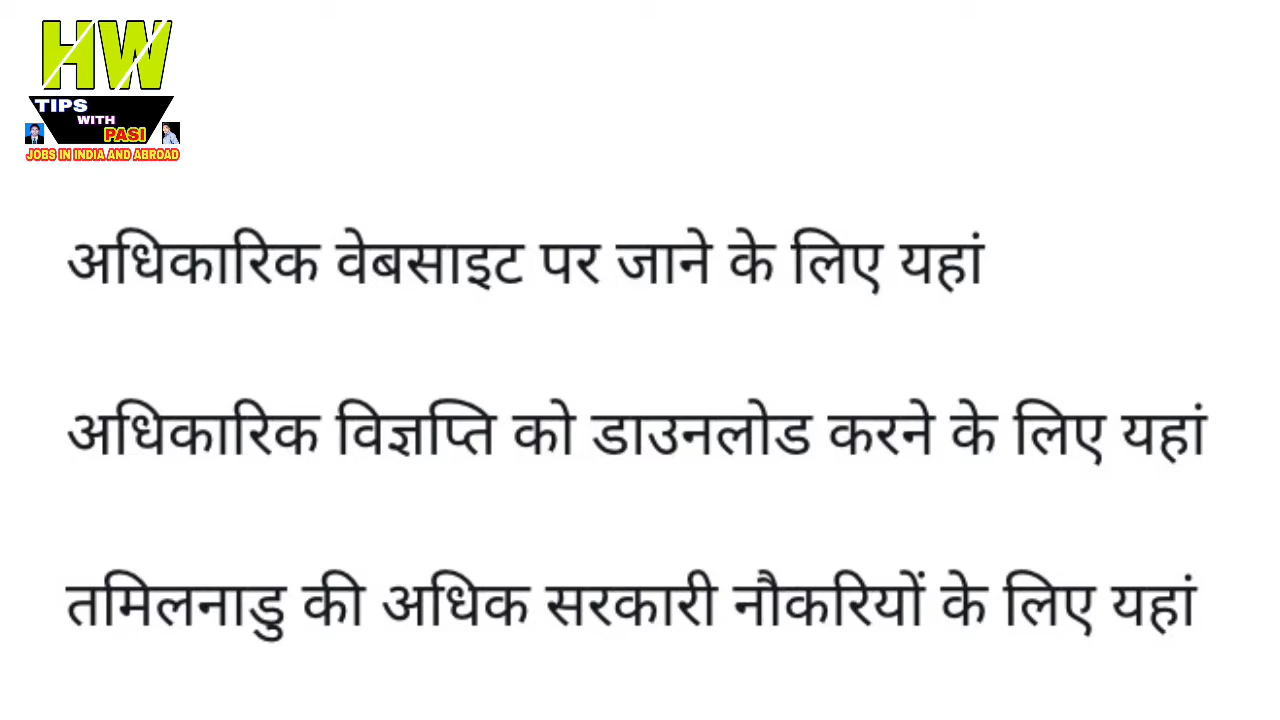 HW
TIPS
WITH
PASI
JOBS IN INDIA AND ABROAD
अधिकारिक वेबसाइट पर जाने के लिए यहां
अधिकारिक विज्ञप्ति को डाउनलोड करने के लिए यहां
तमिलनाडु की अधिक सरकारी नौकरियों के लिए यहां